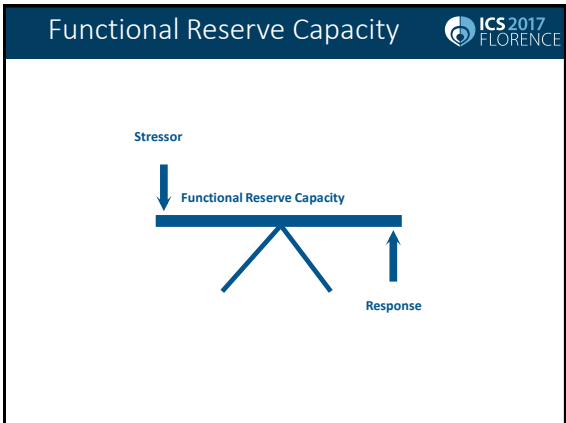 Functional Reserve Capacity
ICS 2017
FLORENCE
Stressor
Functional Reserve Capacity
Response